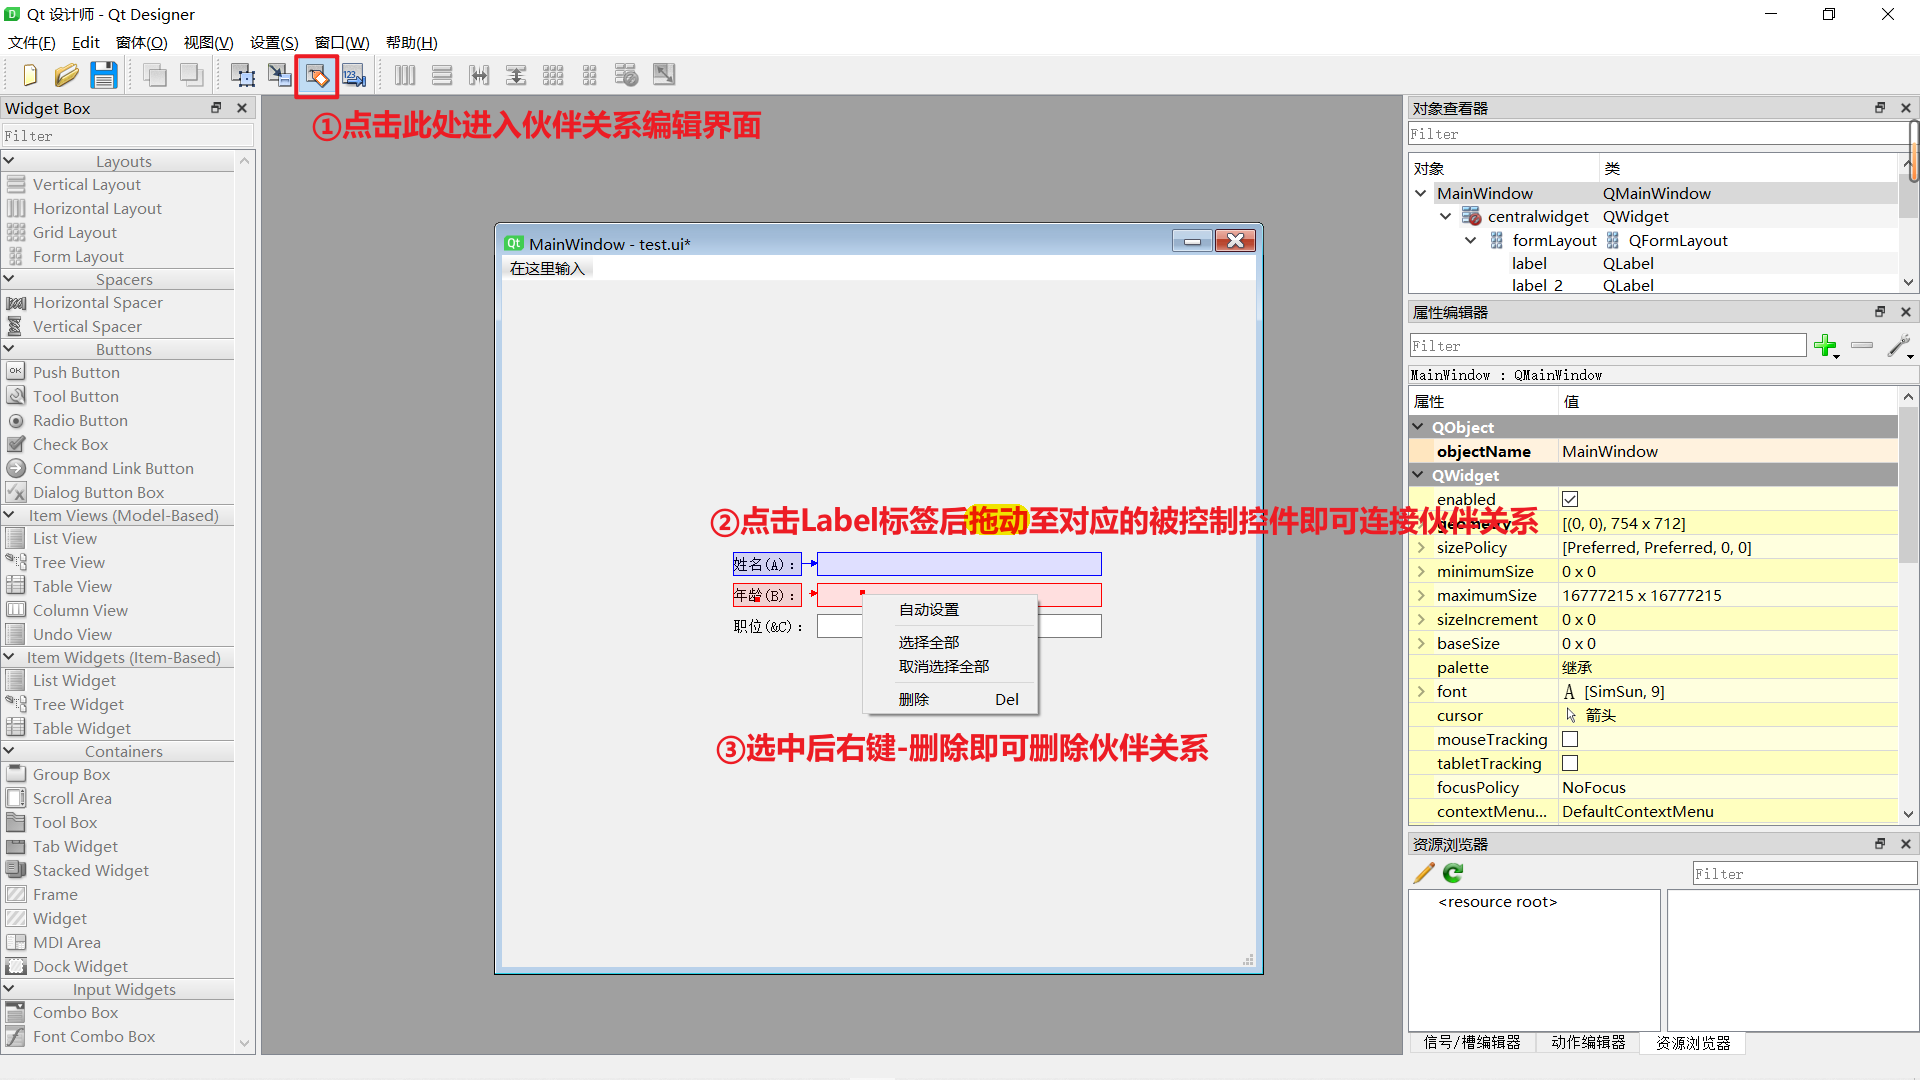 Qt 设计师 - Qt Designer
文件(F) Edit 窗体(O) 视图(V) 设置(S) 窗口(W) 帮助(H)
Widget Box
Filter
Layouts
Vertical Layout
Horizontal Layout
Grid Layout
Form Layout
Spacers
Horizontal Spacer
Vertical Spacer
Buttons
OK Push Button
Tool Button
Radio Button
Check Box
Command Link Button
Dialog Button Box
Item Views (Model-Based)
List View
Tree View
Table View
Column View
Undo View
Item Widgets (Item-Based)
List Widget
Tree Widget
Table Widget
Containers
Group Box
Scroll Area
Tool Box
Tab Widget
Stacked Widget
Frame
Widget
MDI Area
Dock Widget
Input Widgets
Combo Box
Font Combo Box
①点击此处进入伙伴关系编辑界面
Qt MainWindow - test.ui*
在这里输入
②点击Label标签后拖动至对应的被控制控件即可连接伙伴关系
姓名(A)：
年龄(B)：
职位(&C)：
自动设置
选择全部
取消选择全部
删除 Del
③选中后右键-删除即可删除伙伴关系
对象查看器
Filter
对象 类
MainWindow QMainWindow
centralwidget QWidget
formLayout QFormLayout
label QLabel
label_2 QLabel
属性编辑器
Filter
MainWindow : QMainWindow
属性 值
QObject
objectName MainWindow
QWidget
enabled
geometry [(0, 0), 754 x 712]
sizePolicy [Preferred, Preferred, 0, 0]
minimumSize 0 x 0
maximumSize 16777215 x 16777215
sizeIncrement 0 x 0
baseSize 0 x 0
palette 继承
font A [SimSun, 9]
cursor 箭头
mouseTracking
tabletTracking
focusPolicy NoFocus
contextMenu... DefaultContextMenu
资源浏览器
Filter
<resource root>
信号/槽编辑器 动作编辑器 资源浏览器